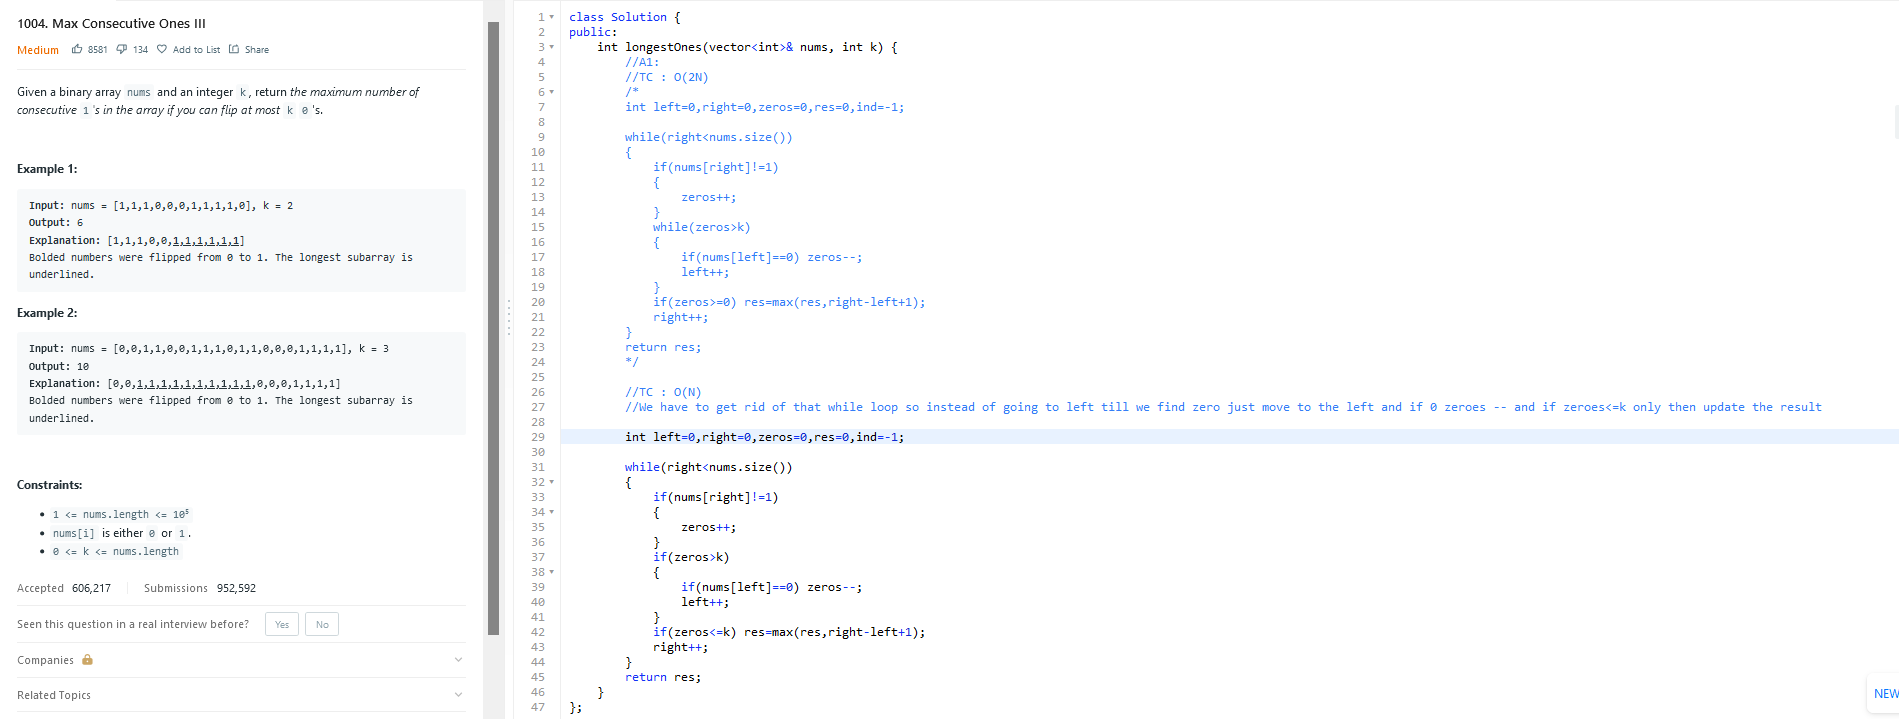 1004. Max Consecutive Ones III
Medium 8581 134 Add to List Share
Given a binary array nums and an integer k, return the maximum number of
consecutive 1's in the array if you can flip at most k 0's.
Example 1:
Input: nums = [1,1,1,0,0,0,1,1,1,1,0], k = 2
Output: 6
Explanation: [1,1,1,0,0,1,1,1,1,1,1]
Bolded numbers were flipped from 0 to 1. The longest subarray is
underlined.
Example 2:
Input: nums = [0,0,1,1,0,0,1,1,1,0,1,1,0,0,0,1,1,1,1], k = 3
Output: 10
Explanation: [0,0,1,1,1,1,1,1,1,1,1,1,0,0,0,1,1,1,1]
Bolded numbers were flipped from 0 to 1. The longest subarray is
underlined.
Constraints:
• 1 <= nums.length <= 10⁵
• nums[i] is either 0 or 1.
• 0 <= k <= nums.length
Accepted 606,217 Submissions 952,592
Seen this question in a real interview before? Yes No
Companies
Related Topics
1 class Solution {
2 public:
3 int longestOnes(vector<int>& nums, int k) {
4 //A1:
5 //TC : O(2N)
6 /*
7 int left=0,right=0,zeros=0,res=0,ind=-1;
8
9 while(right<nums.size())
10 {
11 if(nums[right]!=1)
12 {
13 zeros++;
14 }
15 while(zeros>k)
16 {
17 if(nums[left]==0) zeros--;
18 left++;
19 }
20 if(zeros>=0) res=max(res,right-left+1);
21 right++;
22 }
23 return res;
24 */
25
26 //TC : O(N)
27 //We have to get rid of that while loop so instead of going to left till we find zero just move to the left and if 0 zeroes -- and if zeroes<=k only then update the result
28
29 int left=0,right=0,zeros=0,res=0,ind=-1;
30
31 while(right<nums.size())
32 {
33 if(nums[right]!=1)
34 {
35 zeros++;
36 }
37 if(zeros>k)
38 {
39 if(nums[left]==0) zeros--;
40 left++;
41 }
42 if(zeros<=k) res=max(res,right-left+1);
43 right++;
44 }
45 return res;
46 }
47 };
NEW